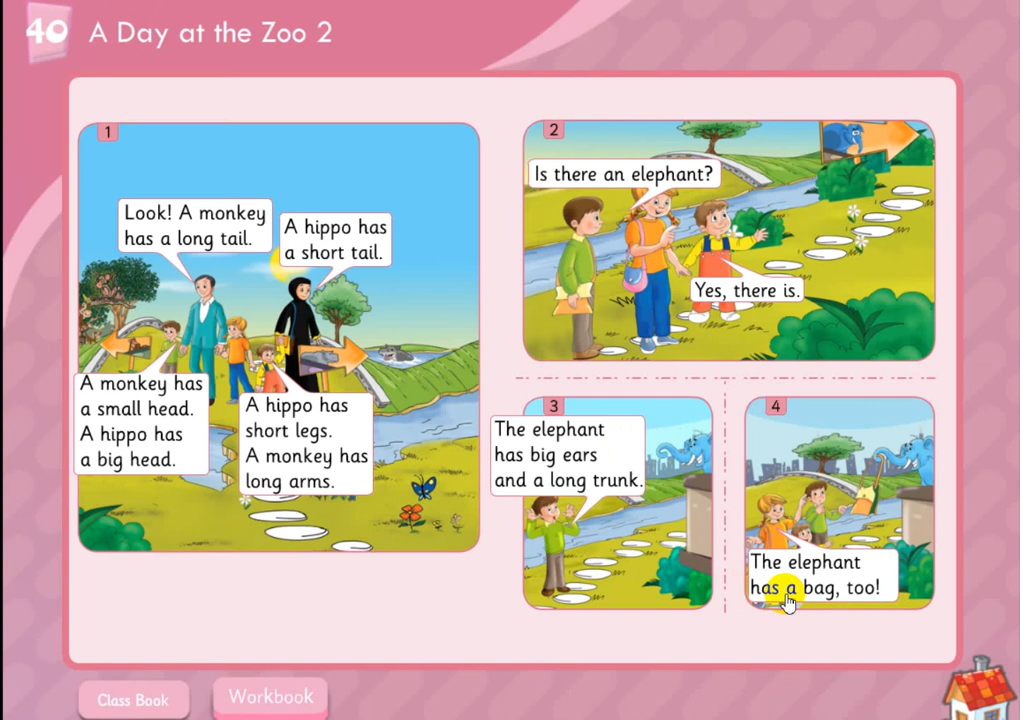 40 A Day at the Zoo 2
1
Look! A monkey
has a long tail.
A hippo has
a short tail.
A monkey has
a small head.
A hippo has
a big head.
A hippo has
short legs.
A monkey has
long arms.
2
Is there an elephant?
Yes, there is.
3
The elephant
has big ears
and a long trunk.
4
The elephant
has a bag, too!
Class Book
Workbook